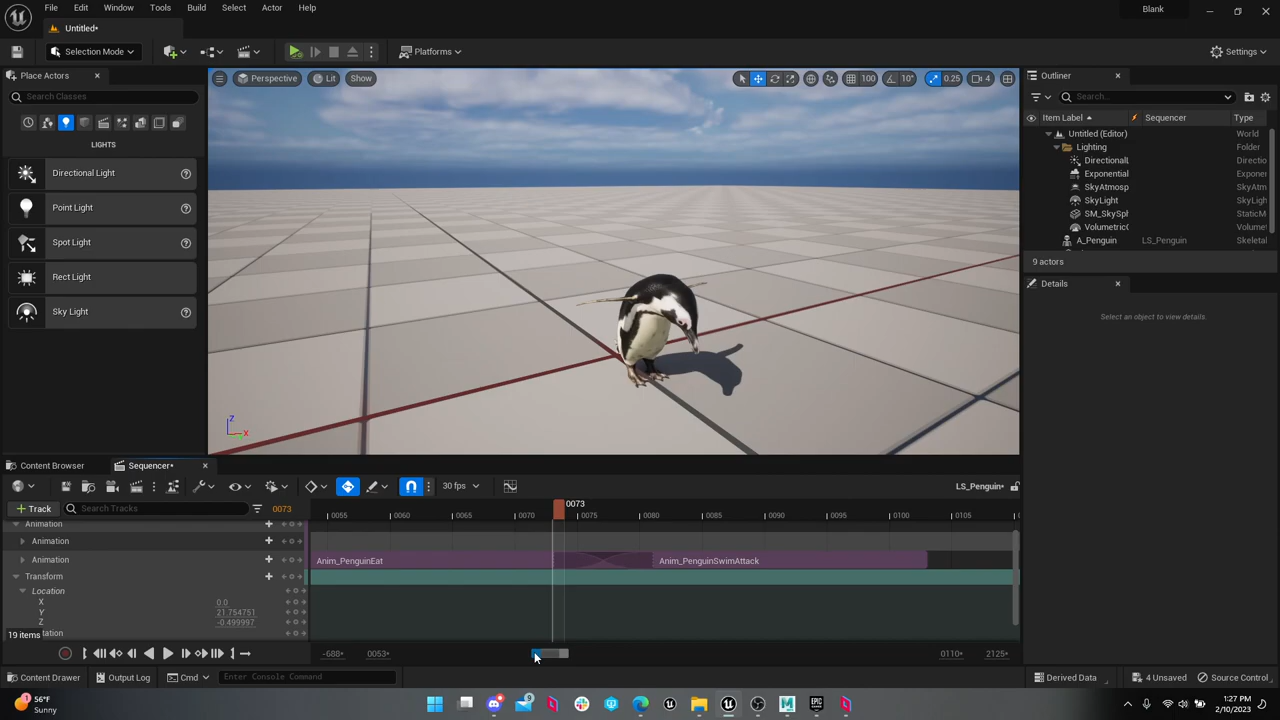 File Edit Window Tools Build Select Actor Help
Blank
Untitled*
Selection Mode
Platforms
Settings
Place Actors
Search Classes
LIGHTS
Directional Light
Point Light
Spot Light
Rect Light
Sky Light
Perspective Lit Show
100 10° 0.25 4
Z
X
Outliner
Search...
Item Label Sequencer Type
Untitled (Editor) World
Lighting Folder
DirectionalL Directio
Exponential Exponer
SkyAtmosp SkyAtm
SkyLight SkyLigh
SM_SkySpl StaticM
VolumetricC Volume
A_Penguin LS_Penguin Skeletal
9 actors
Details
Select an object to view details.
Content Browser Sequencer*
30 fps
LS_Penguin*
Track
Search Tracks
0073
0073
0055 0060 0065 0070 0075 0080 0085 0090 0095 0100 0105
Animation
Animation
Animation
Anim_PenguinEat Anim_PenguinSwimAttack
Transform
Location
X 0.0
Y 21.754751
Z -0.499997
19 items
tation
-688+ 0053+ 0110+ 2125+
Content Drawer Output Log Cmd Enter Console Command
Derived Data 4 Unsaved Source Control
1
56°F
Sunny
9
EPIC
1:27 PM
2/10/2023